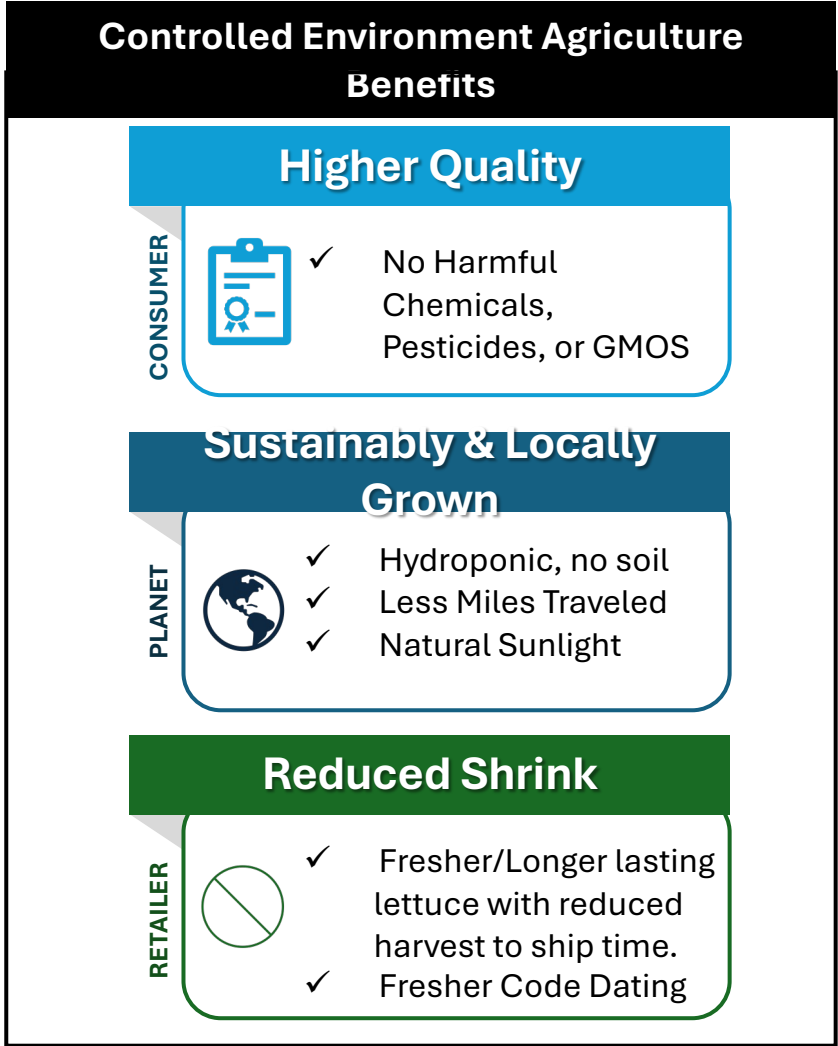 Controlled Environment Agriculture
Benefits
Higher Quality
CONSUMER
✓ No Harmful
Chemicals,
Pesticides, or GMOS
Sustainably & Locally
Grown
PLANET
✓ Hydroponic, no soil
✓ Less Miles Traveled
✓ Natural Sunlight
Reduced Shrink
RETAILER
✓ Fresher/Longer lasting
lettuce with reduced
harvest to ship time.
✓ Fresher Code Dating